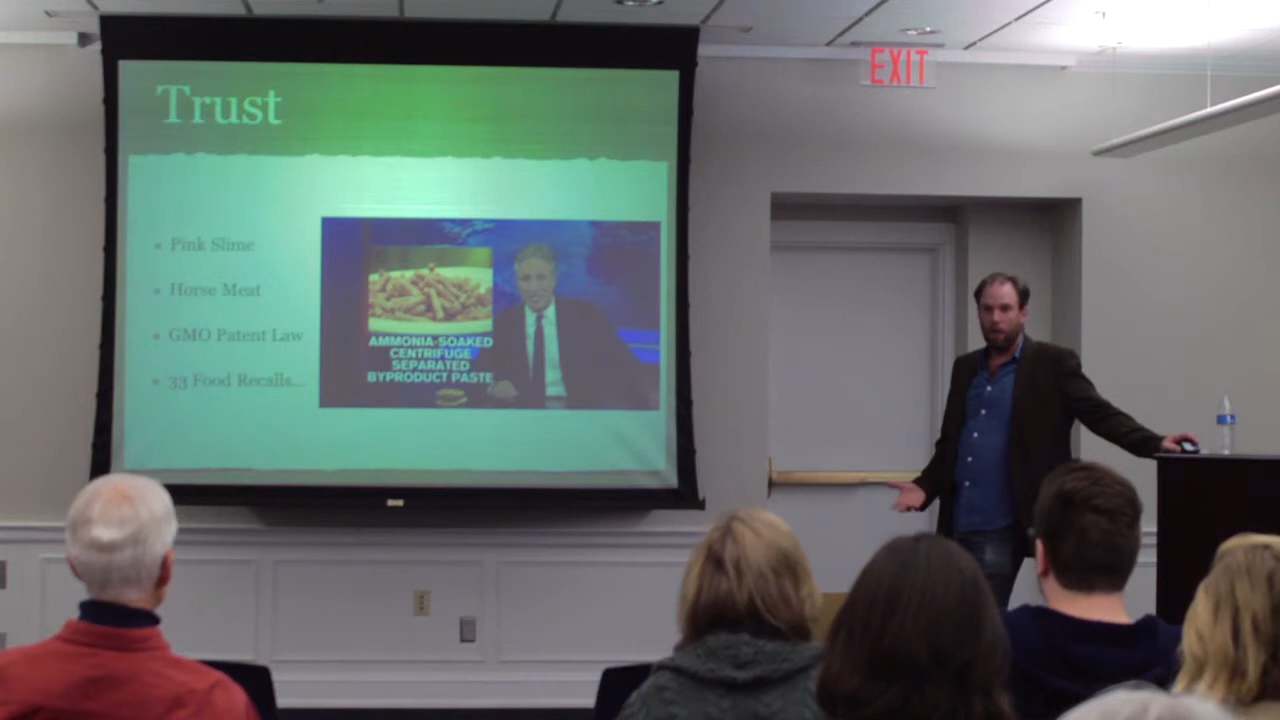 Trust
EXIT
Pink Slime
Horse Meat
GMO Patent Law
33 Food Recalls...
AMMONIA-SOAKED
CENTRIFUGE
SEPARATED
BYPRODUCT PASTE